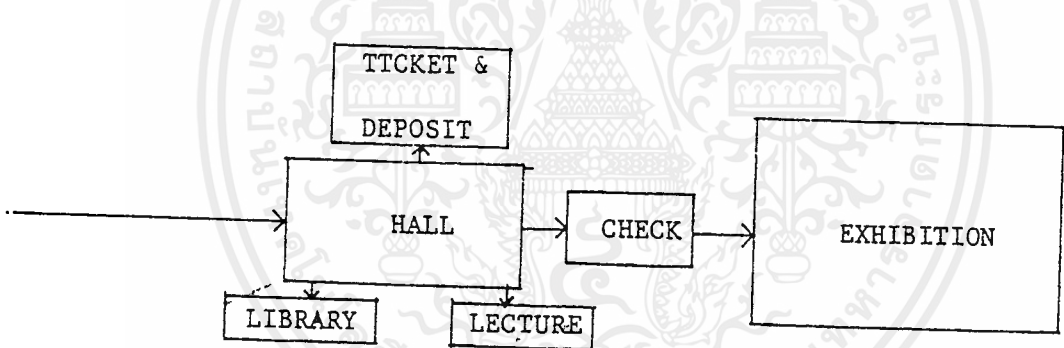 TTCKET &
DEPOSIT
HALL
CHECK
EXHIBITION
LIBRARY
LECTURE